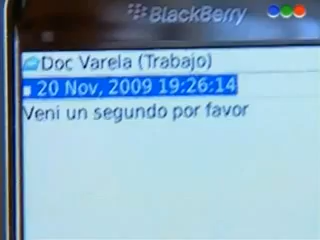 BlackBerry
Doc Varela (Trabajo)
20 Nov, 2009 19:26:14
Veni un segundo por favor